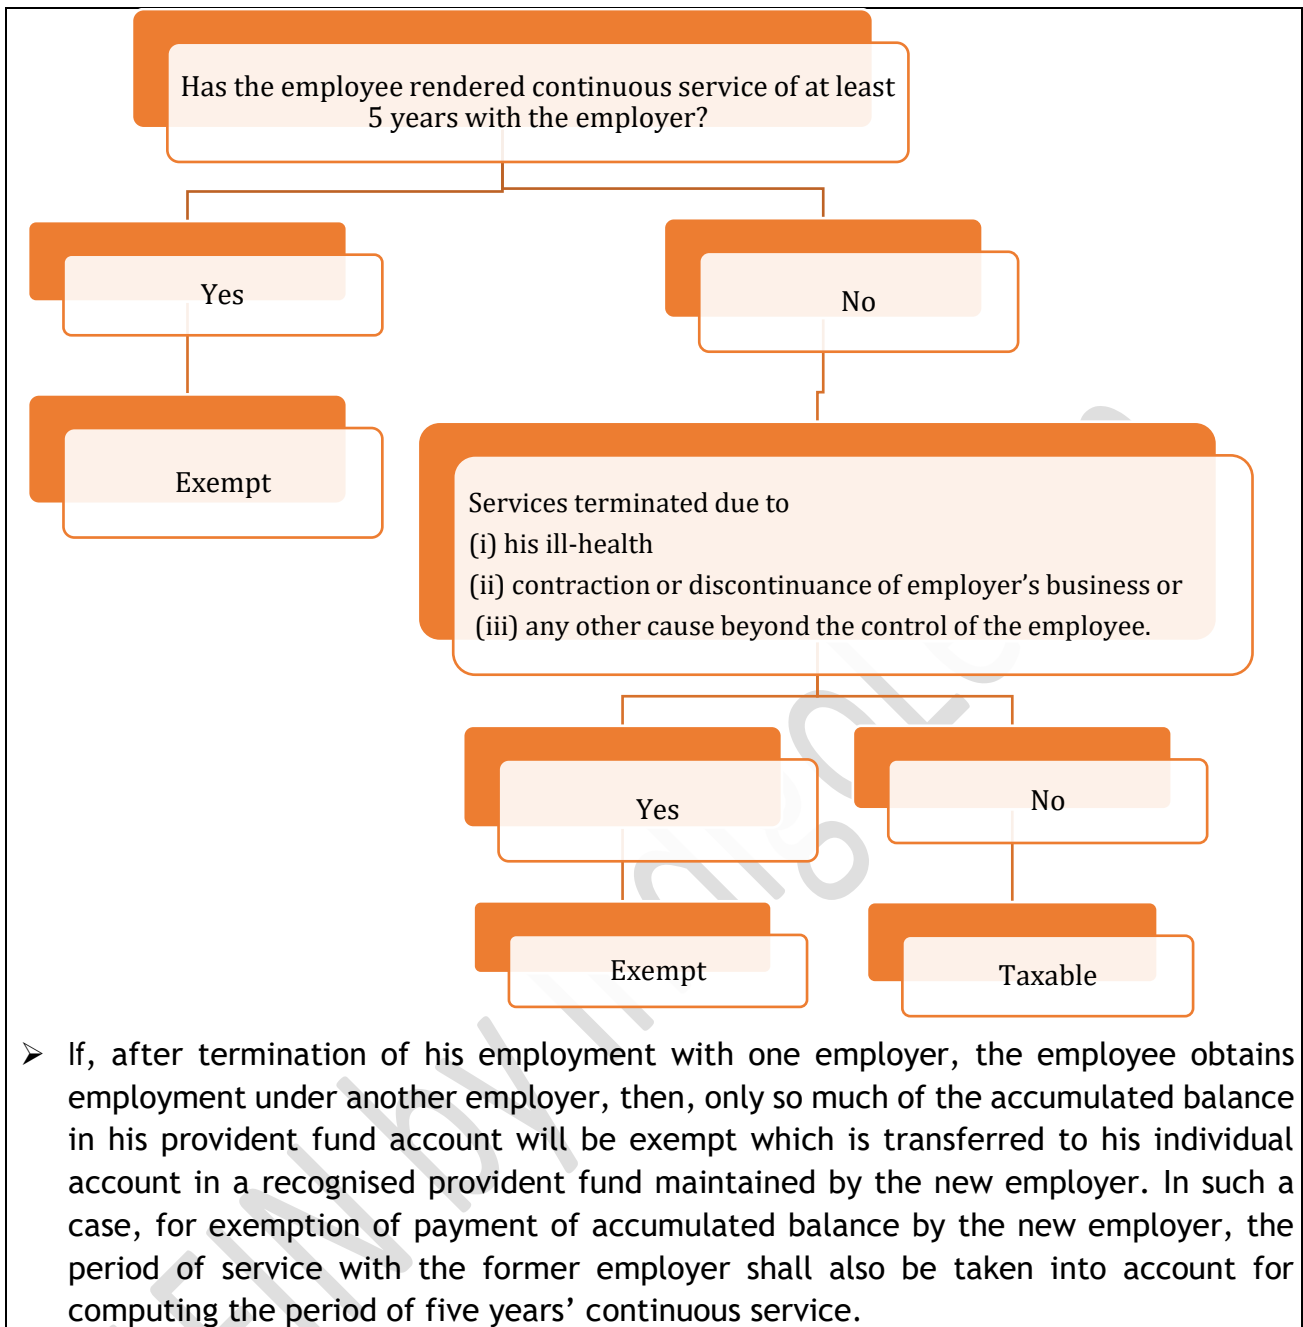 Has the employee rendered continuous service of at least
5 years with the employer?
Yes
No
Exempt
Services terminated due to
(i) his ill-health
(ii) contraction or discontinuance of employer’s business or
(iii) any other cause beyond the control of the employee.
Yes
No
Exempt
Taxable
➢ If, after termination of his employment with one employer, the employee obtains
employment under another employer, then, only so much of the accumulated balance
in his provident fund account will be exempt which is transferred to his individual
account in a recognised provident fund maintained by the new employer. In such a
case, for exemption of payment of accumulated balance by the new employer, the
period of service with the former employer shall also be taken into account for
computing the period of five years’ continuous service.